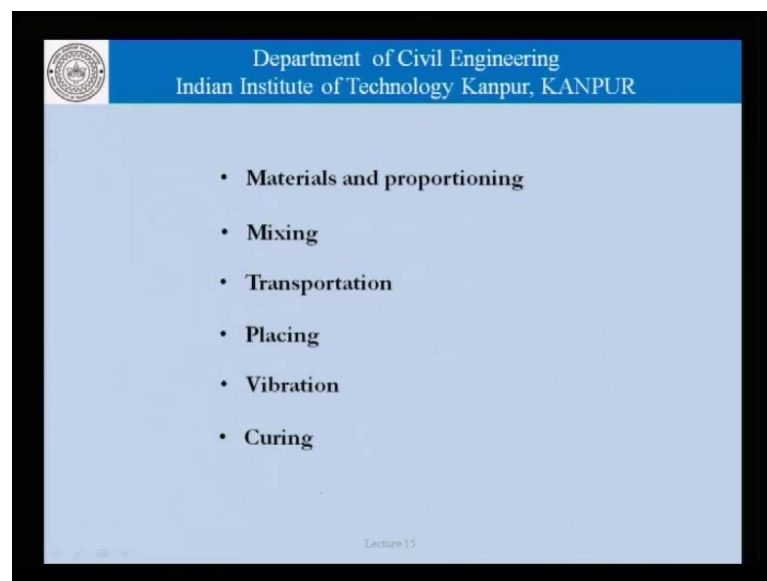 Department of Civil Engineering
Indian Institute of Technology Kanpur, KANPUR
• Materials and proportioning
• Mixing
• Transportation
• Placing
• Vibration
• Curing
Lecture 15